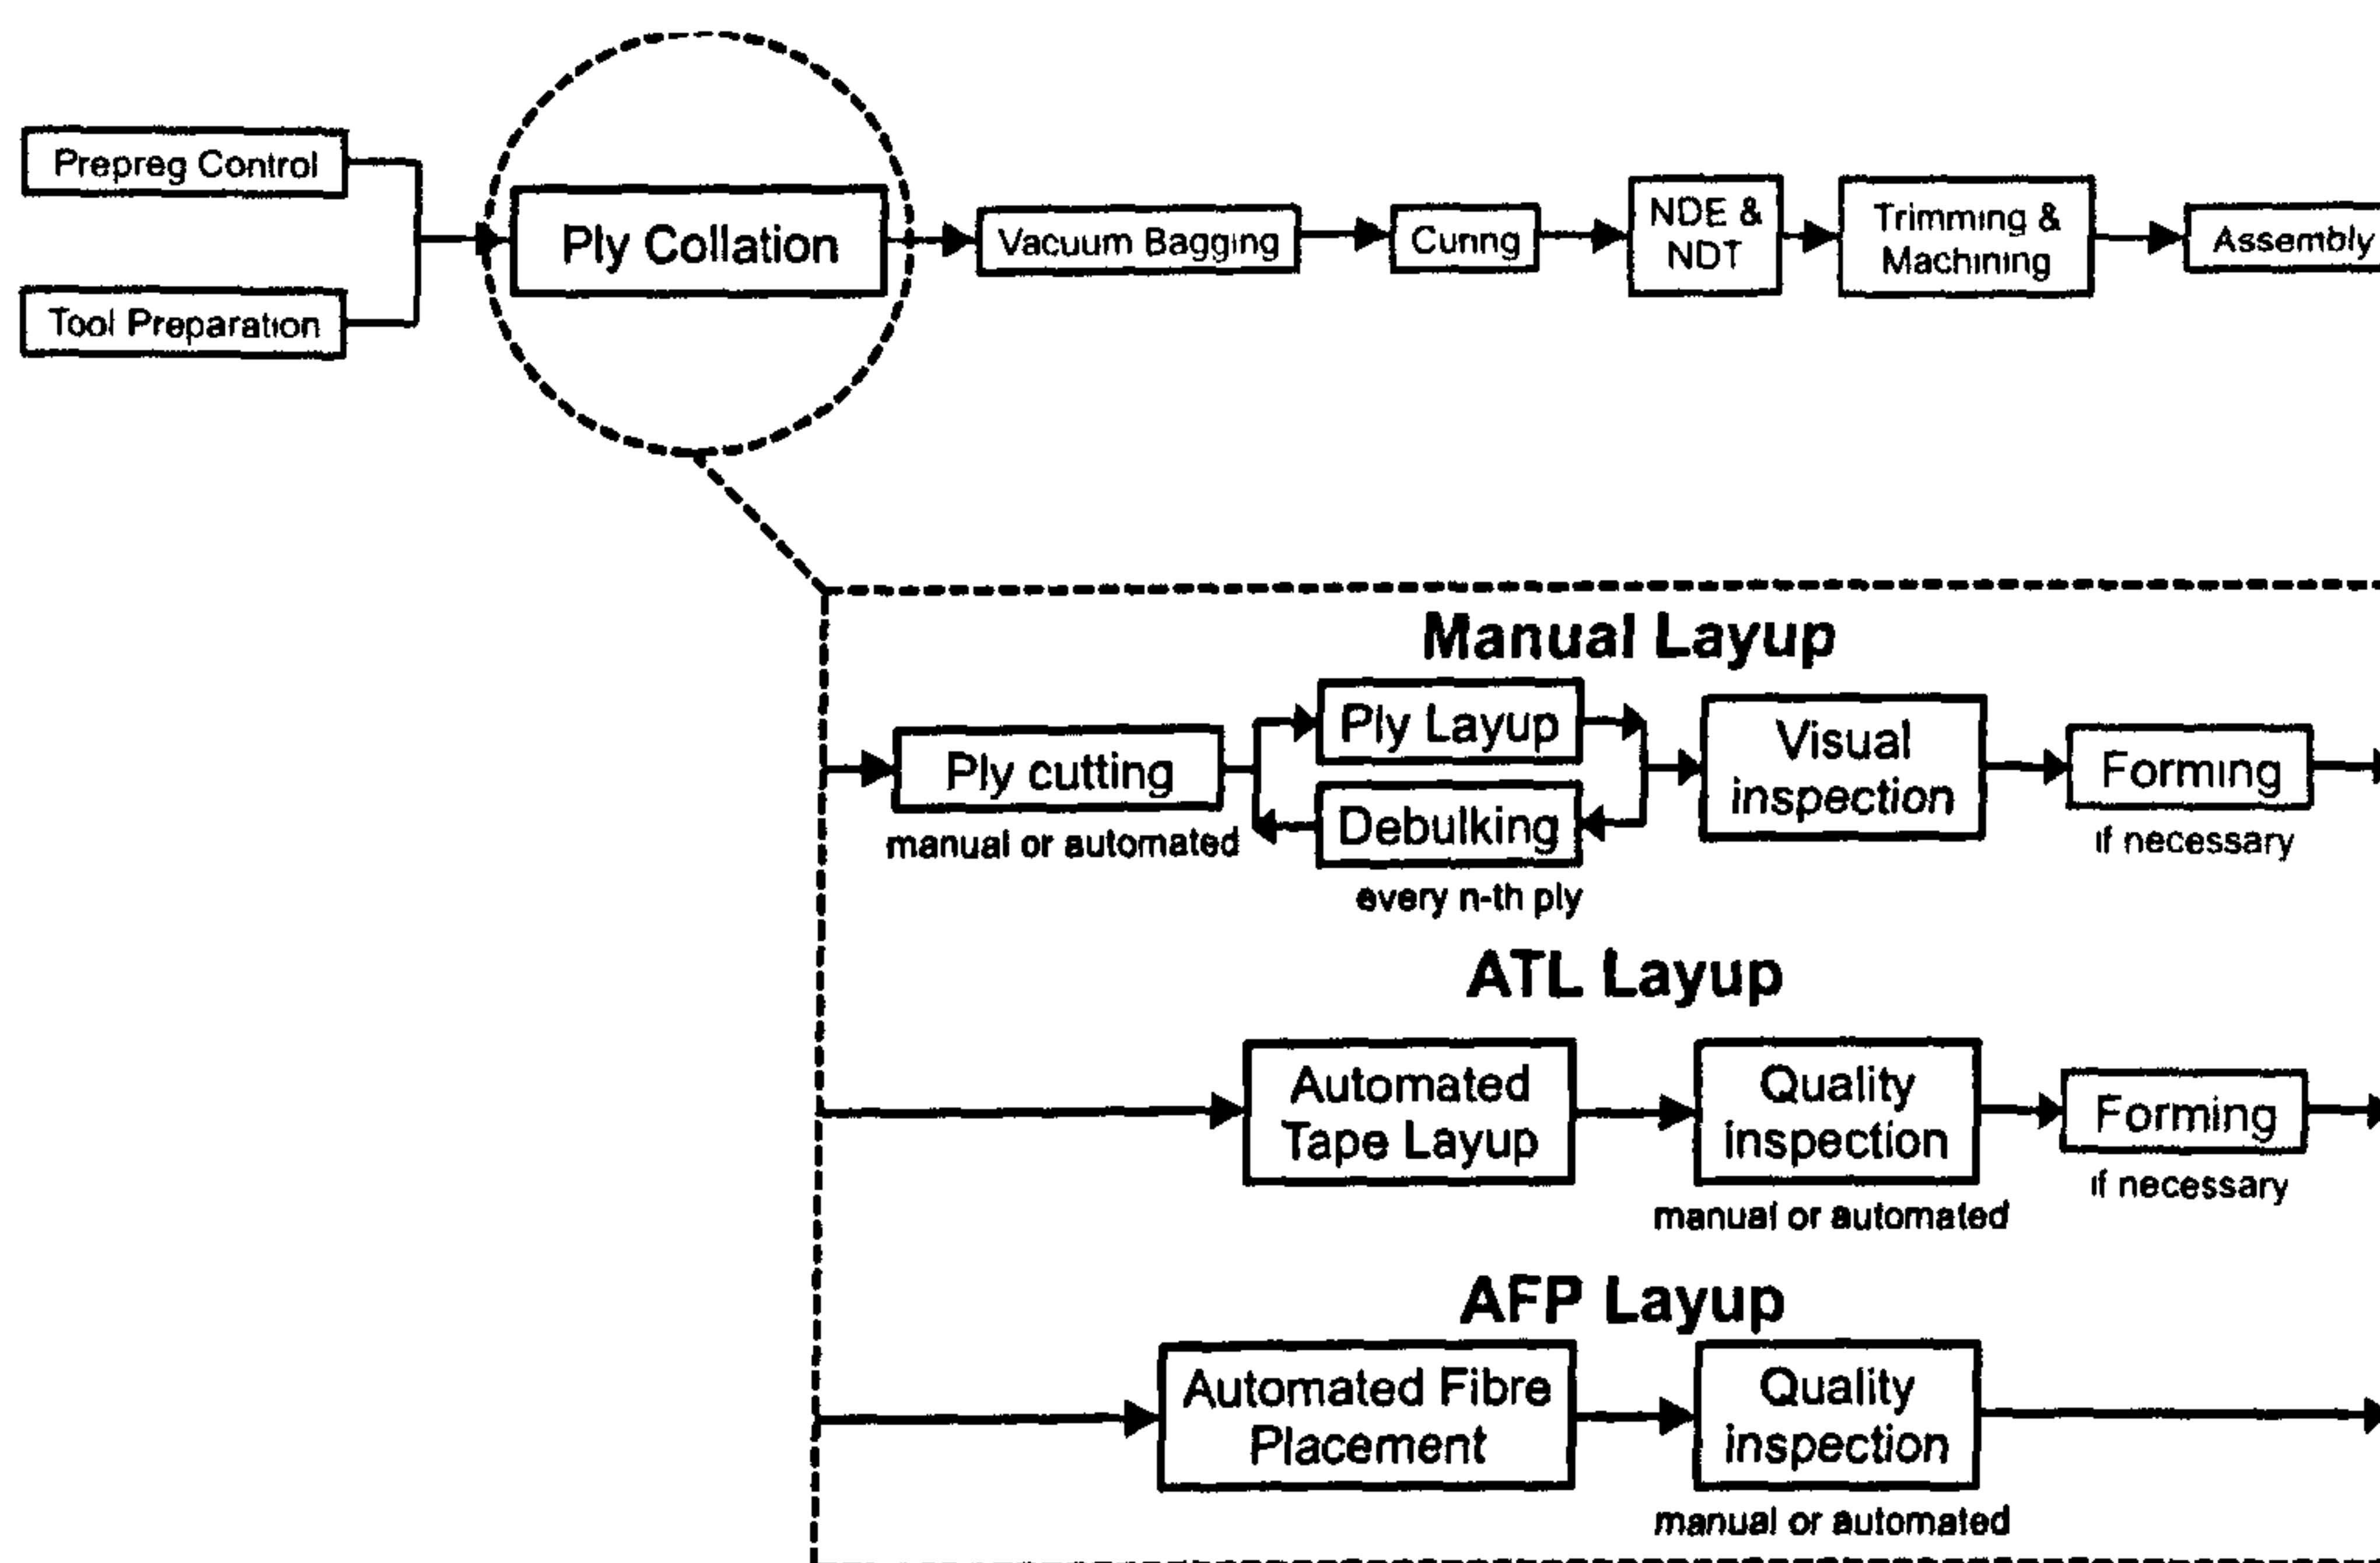 Prepreg Control
Tool Preparation
Ply Collation
Vacuum Bagging
Curing
NDE &
NDT
Trimming &
Machining
Assembly
Manual Layup
Ply cutting
manual or automated
Ply Layup
Debulking
every n-th ply
Visual
inspection
Forming
if necessary
ATL Layup
Automated
Tape Layup
Quality
inspection
manual or automated
Forming
if necessary
AFP Layup
Automated Fibre
Placement
Quality
inspection
manual or automated